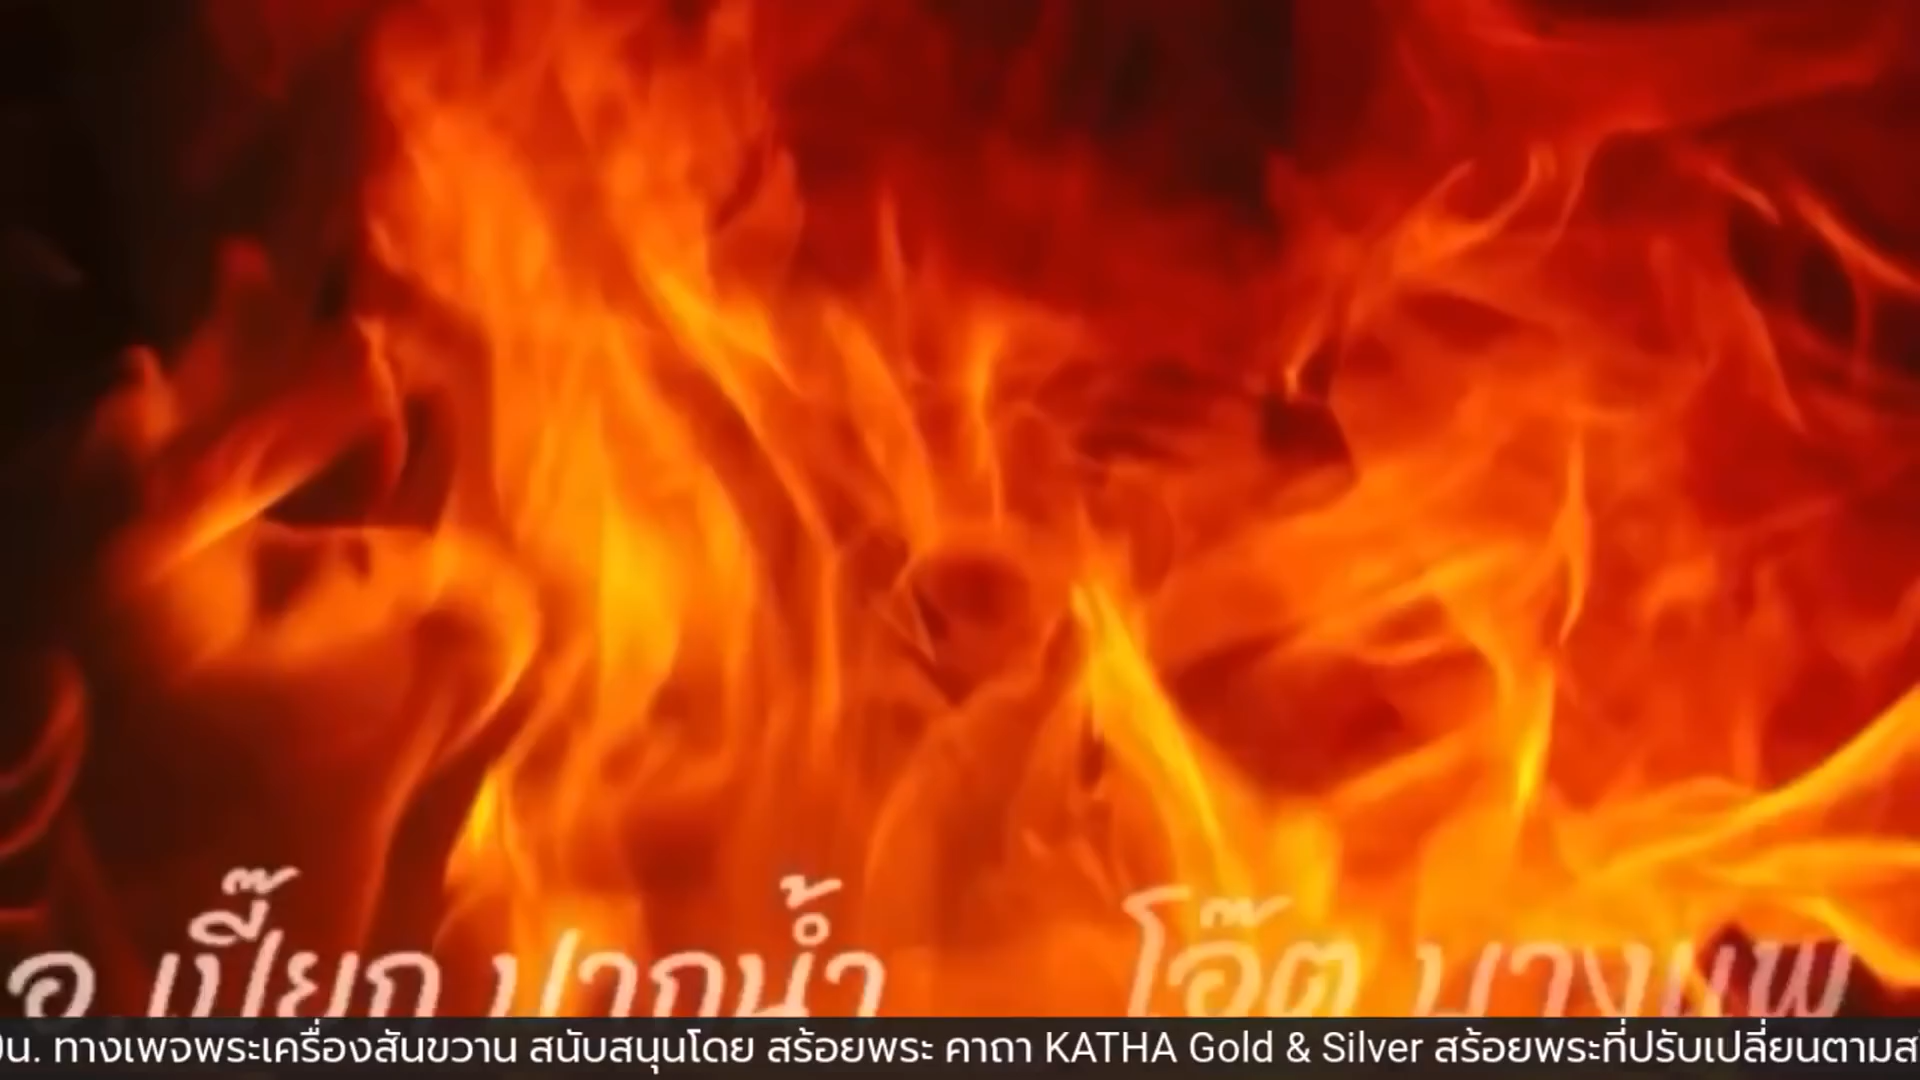 อ.เปี๊ยก ปากน้ำ โอ๊ต บางแพ
น. ทางเพจพระเครื่องสันขวาน สนับสนุนโดย สร้อยพระ คาถา KATHA Gold & Silver สร้อยพระที่ปรับเปลี่ยนตาม